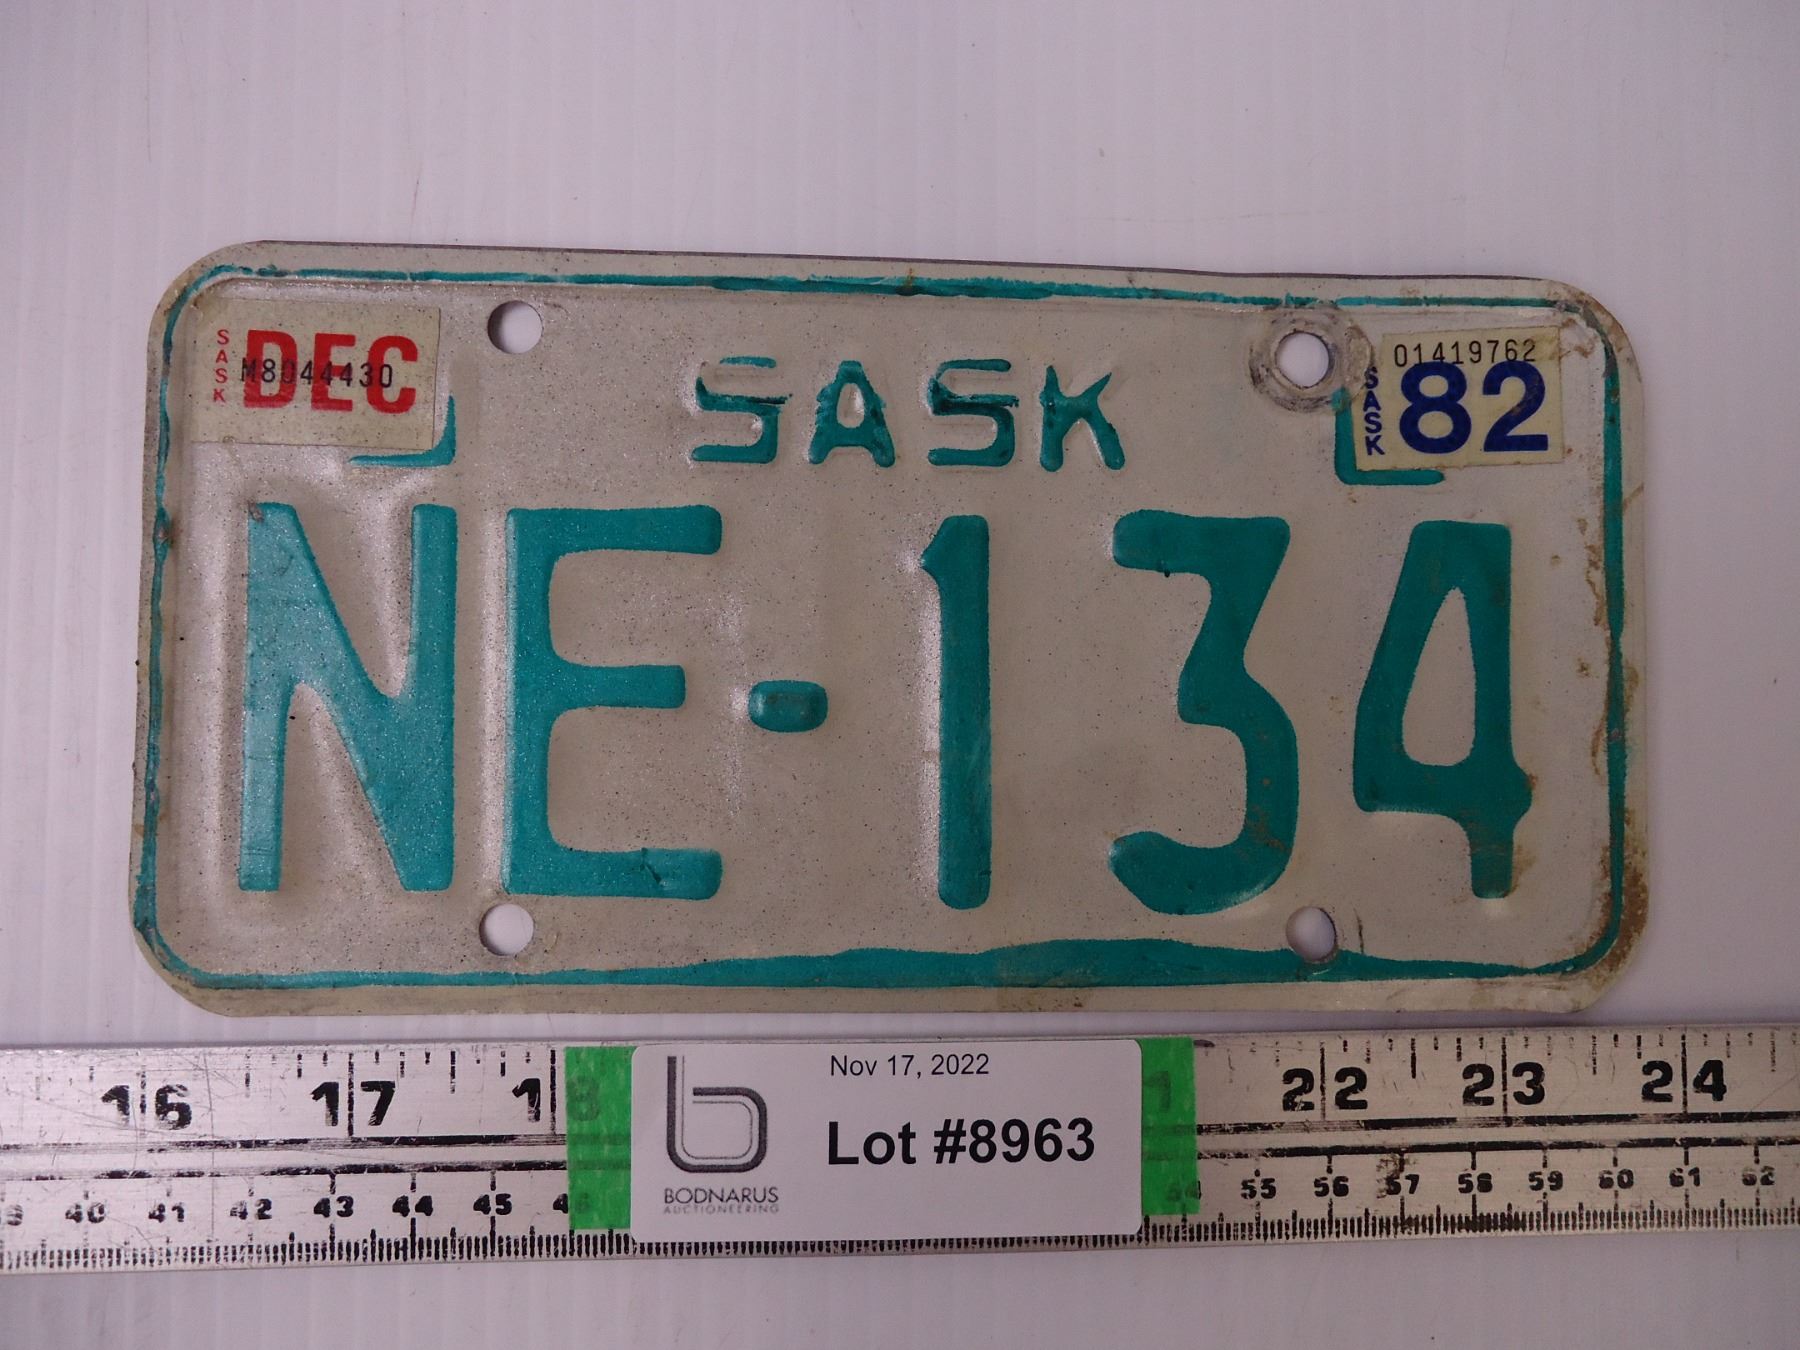 SASK
DEC
M8044430
SASK
01419762
SASK
82
NE-134
16 17 18 22 23 24
Nov 17, 2022
Lot #8963
BODNARUS
AUCTIONEERING
40 41 42 43 44 45 55 56 57 58 59 60 61 62